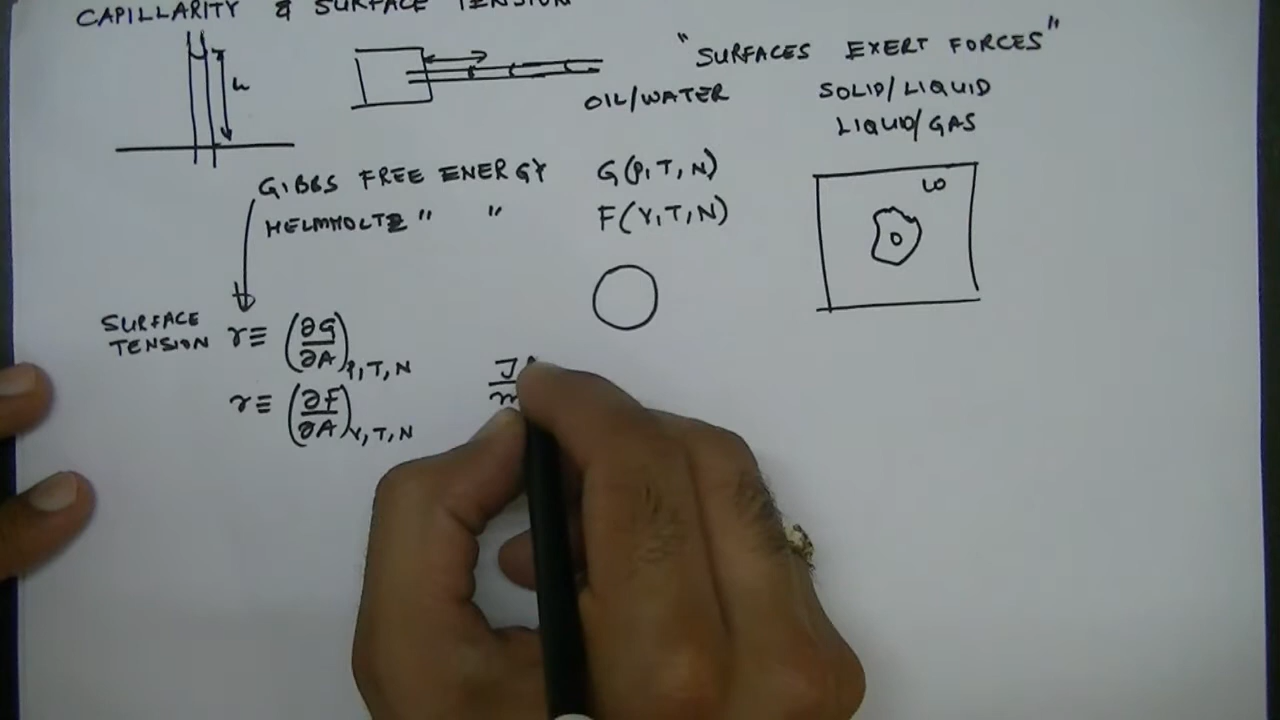 CAPILLARITY & SURFACE TENSION
h
"SURFACES EXERT FORCES"
OIL/WATER
SOLID/LIQUID
LIQUID/GAS
GIBBS FREE ENERGY G(P,T,N)
HELMHOLTZ " " F(V,T,N)
ω
O
SURFACE TENSION γ ≡ (∂G/∂A)P,T,N
γ ≡ (∂F/∂A)V,T,N
J
m